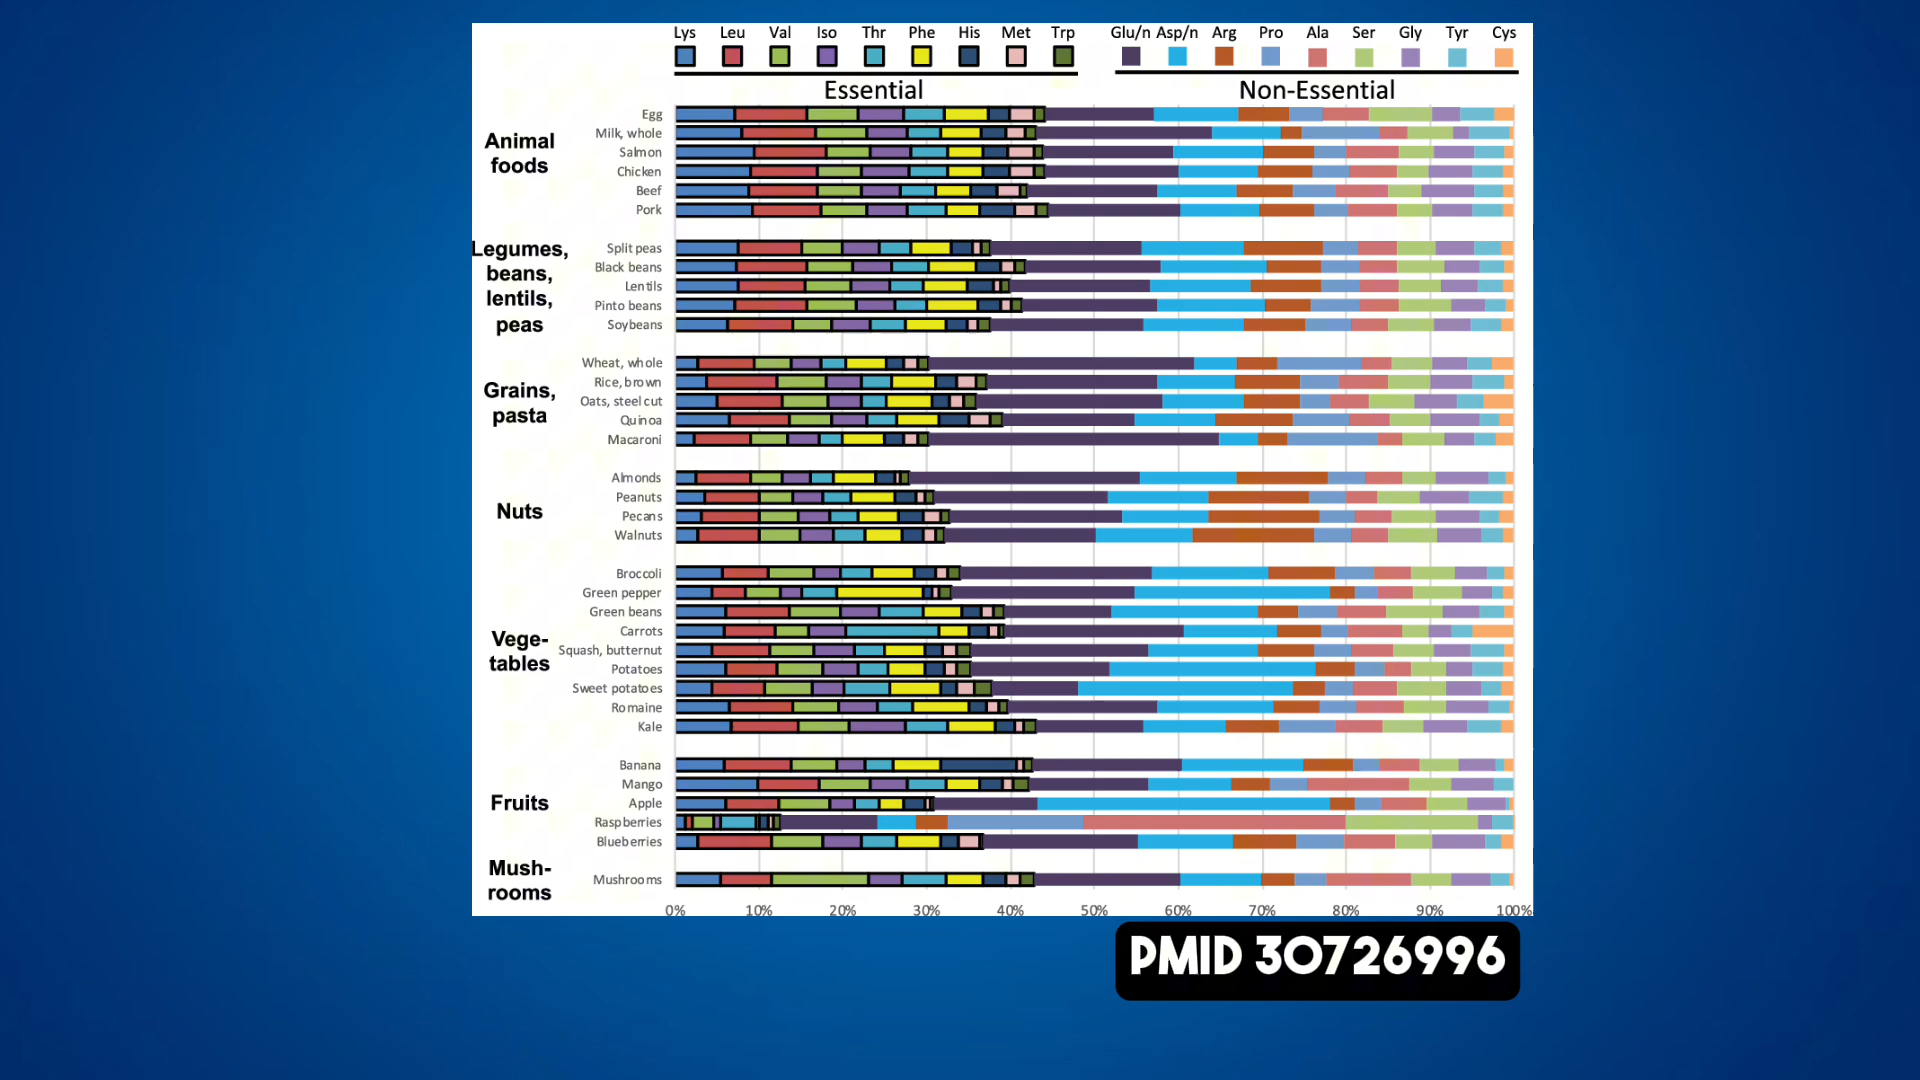 Lys Leu Val Iso Thr Phe His Met Trp Glu/n Asp/n Arg Pro Ala Ser Gly Tyr Cys
Essential Non-Essential
Animal foods
Egg
Milk, whole
Salmon
Chicken
Beef
Pork
Legumes, beans, lentils, peas
Split peas
Black beans
Lentils
Pinto beans
Soybeans
Grains, pasta
Wheat, whole
Rice, brown
Oats, steel cut
Quinoa
Macaroni
Nuts
Almonds
Peanuts
Pecans
Walnuts
Vege-
tables
Broccoli
Green pepper
Green beans
Carrots
Squash, butternut
Potatoes
Sweet potatoes
Romaine
Kale
Fruits
Banana
Mango
Apple
Raspberries
Blueberries
Mush-
rooms
Mushrooms
0% 10% 20% 30% 40% 50% 60% 70% 80% 90% 100%
PMID 30726996